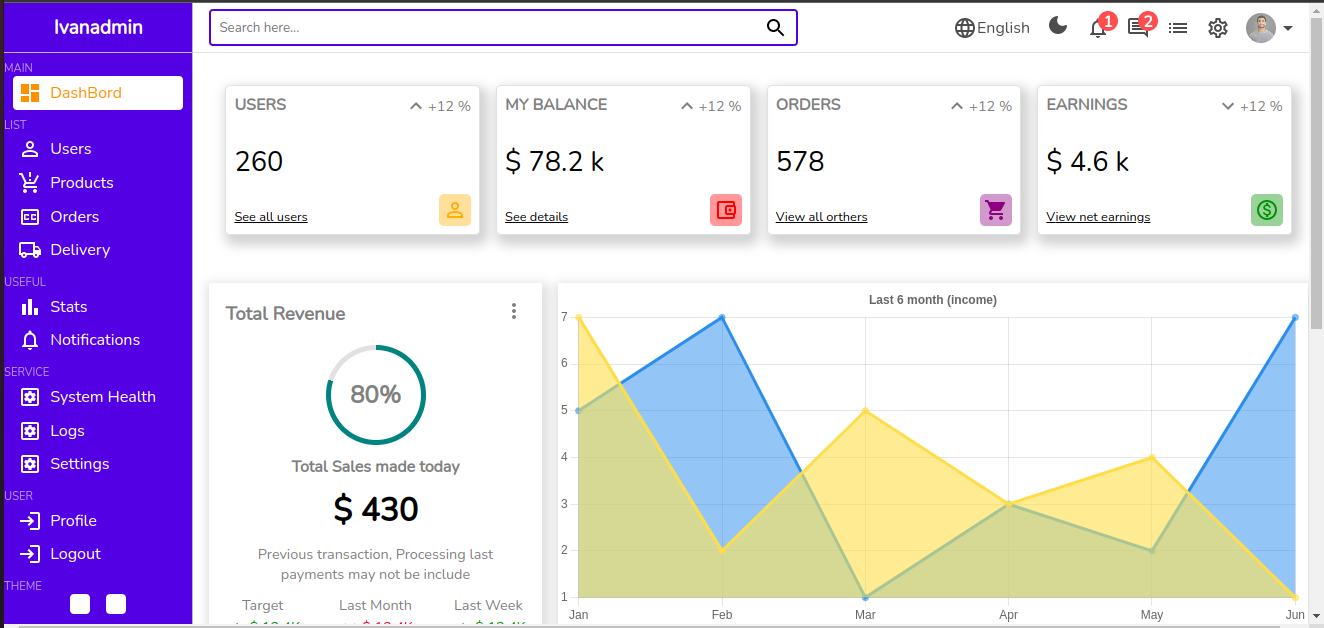 Ivanadmin
Search here...
English
1
2
MAIN
DashBord
LIST
Users
Products
Orders
Delivery
USEFUL
Stats
Notifications
SERVICE
System Health
Logs
Settings
USER
Profile
Logout
THEME
USERS
+12 %
260
See all users
MY BALANCE
+12 %
$ 78.2 k
See details
ORDERS
+12 %
578
View all orthers
EARNINGS
+12 %
$ 4.6 k
View net earnings
Total Revenue
80%
Total Sales made today
$ 430
Previous transaction, Processing last
payments may not be include
Target Last Month Last Week
Last 6 month (income)
7
6
5
4
3
2
1
Jan Feb Mar Apr May Jun